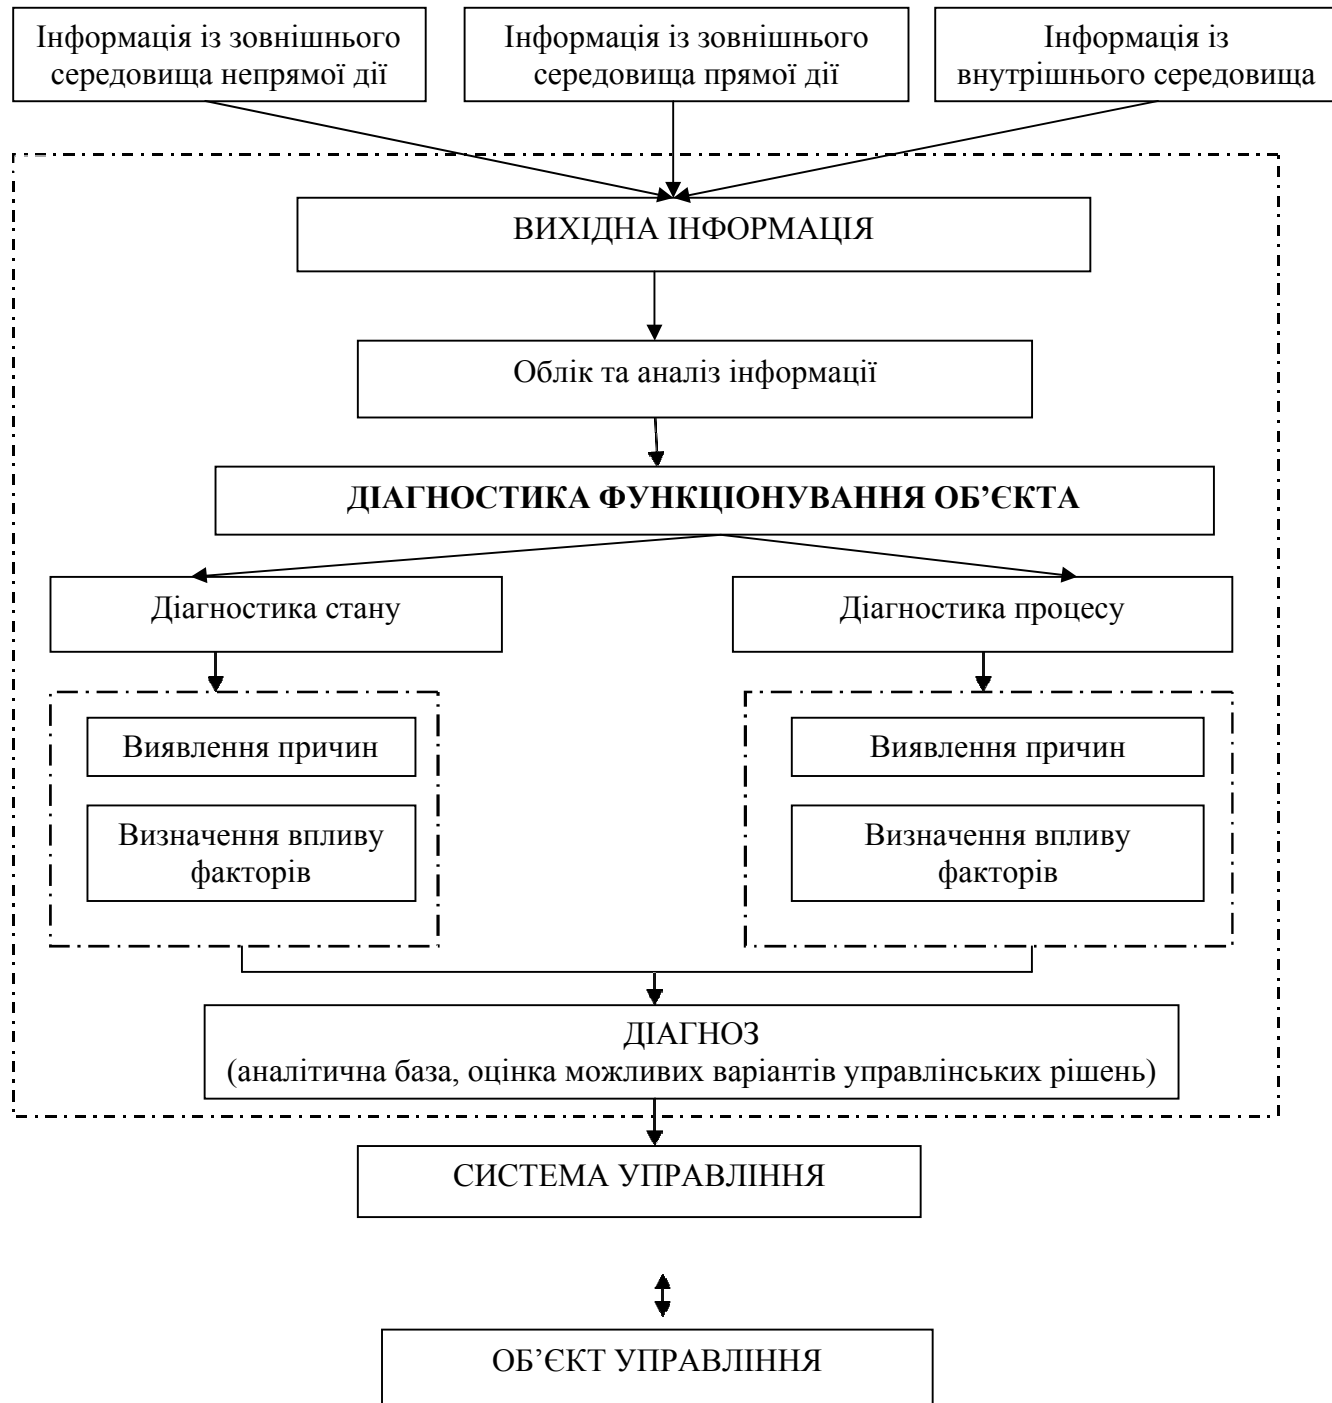 Інформація із зовнішнього
середовища непрямої дії
Інформація із зовнішнього
середовища прямої дії
Інформація із
внутрішнього середовища
ВИХІДНА ІНФОРМАЦІЯ
Облік та аналіз інформації
ДІАГНОСТИКА ФУНКЦІОНУВАННЯ ОБ’ЄКТА
Діагностика стану
Діагностика процесу
Виявлення причин
Визначення впливу
факторів
Виявлення причин
Визначення впливу
факторів
ДІАГНОЗ
(аналітична база, оцінка можливих варіантів управлінських рішень)
СИСТЕМА УПРАВЛІННЯ
ОБ’ЄКТ УПРАВЛІННЯ